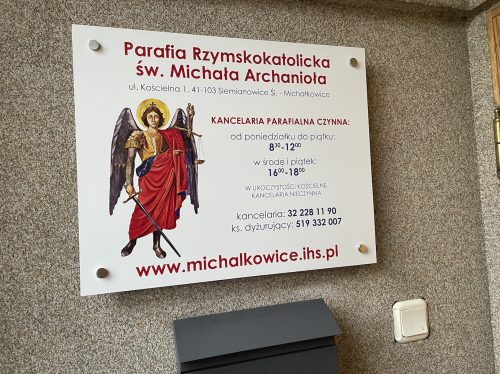 Parafia Rzymskokatolicka
św. Michała Archanioła
ul. Kościelna 1, 41-103 Siemianowice Śl. - Michałkowice
KANCELARIA PARAFIALNA CZYNNA:
od poniedziałku do piątku:
8³⁰-12⁰⁰
w środę i piątek:
16⁰⁰-18⁰⁰
W UROCZYSTOŚCI KOŚCIELNE
KANCELARIA NIECZYNNA
kancelaria: 32 228 11 90
ks. dyżurujący: 519 332 007
www.michalkowice.ihs.pl